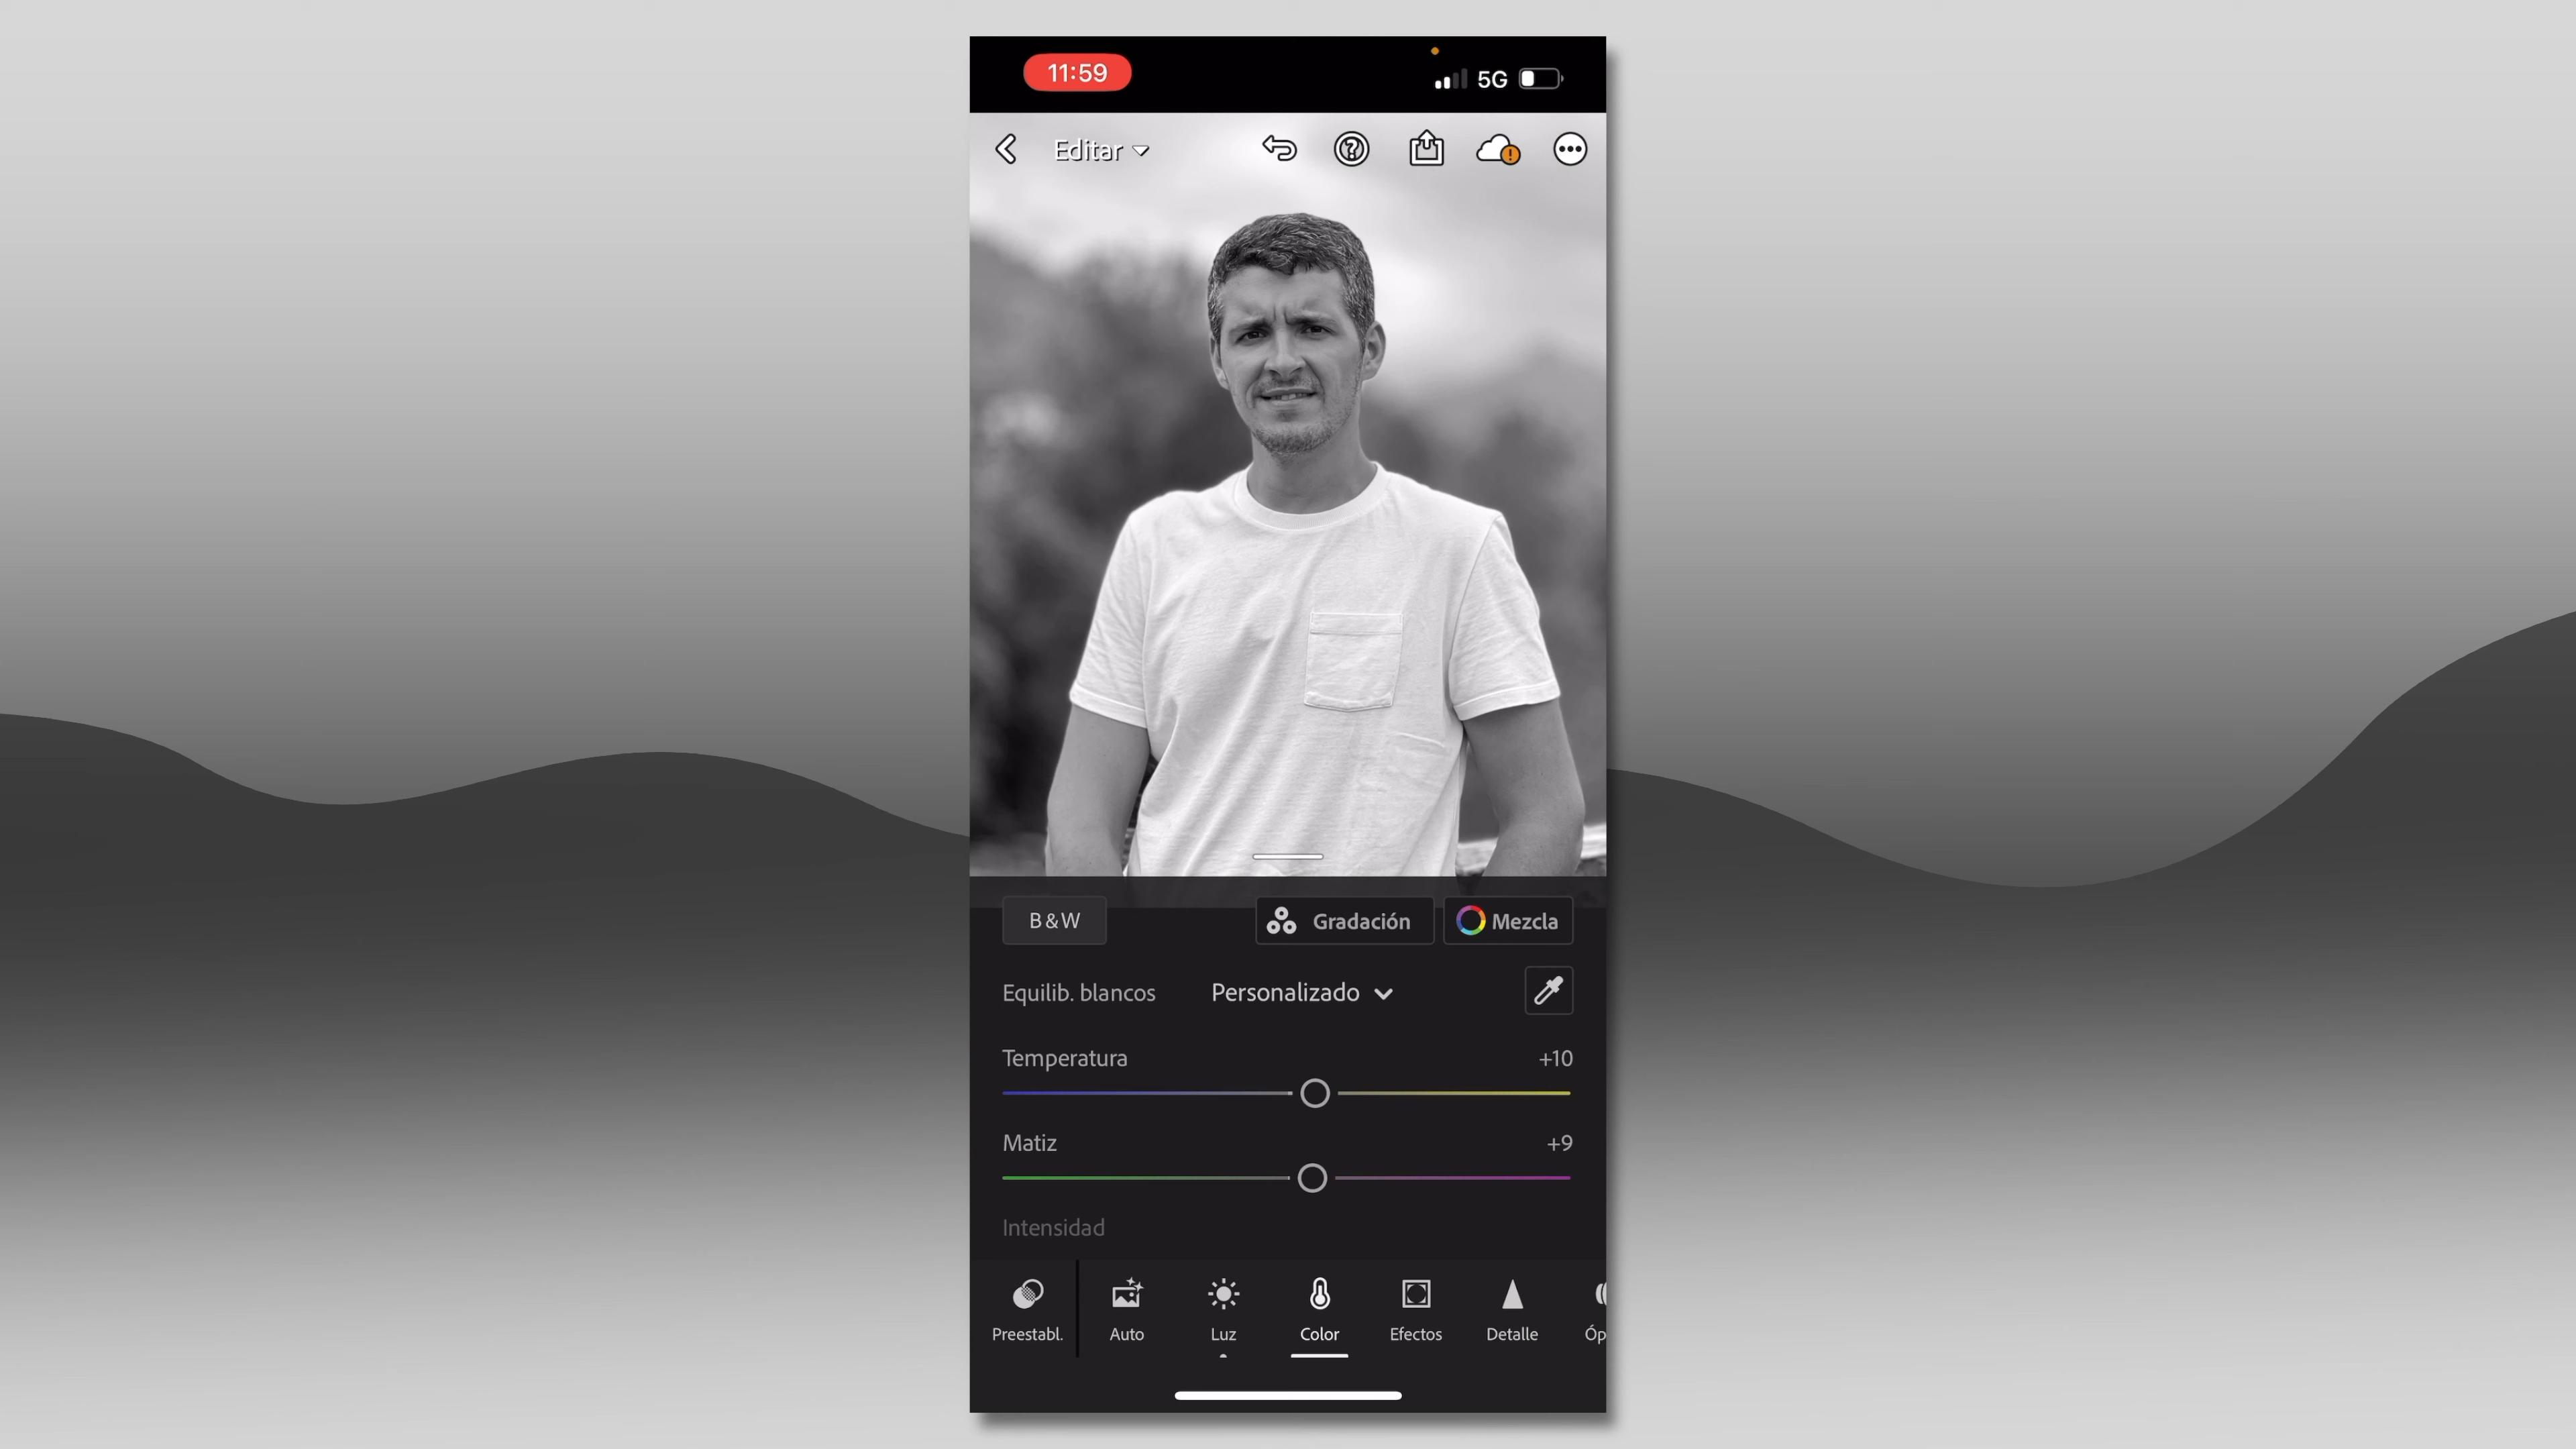 11:59
5G
Editar
B & W
Gradación
Mezcla
Equilib. blancos
Personalizado
Temperatura
+10
Matiz
+9
Intensidad
Preestabl.
Auto
Luz
Color
Efectos
Detalle
Óp